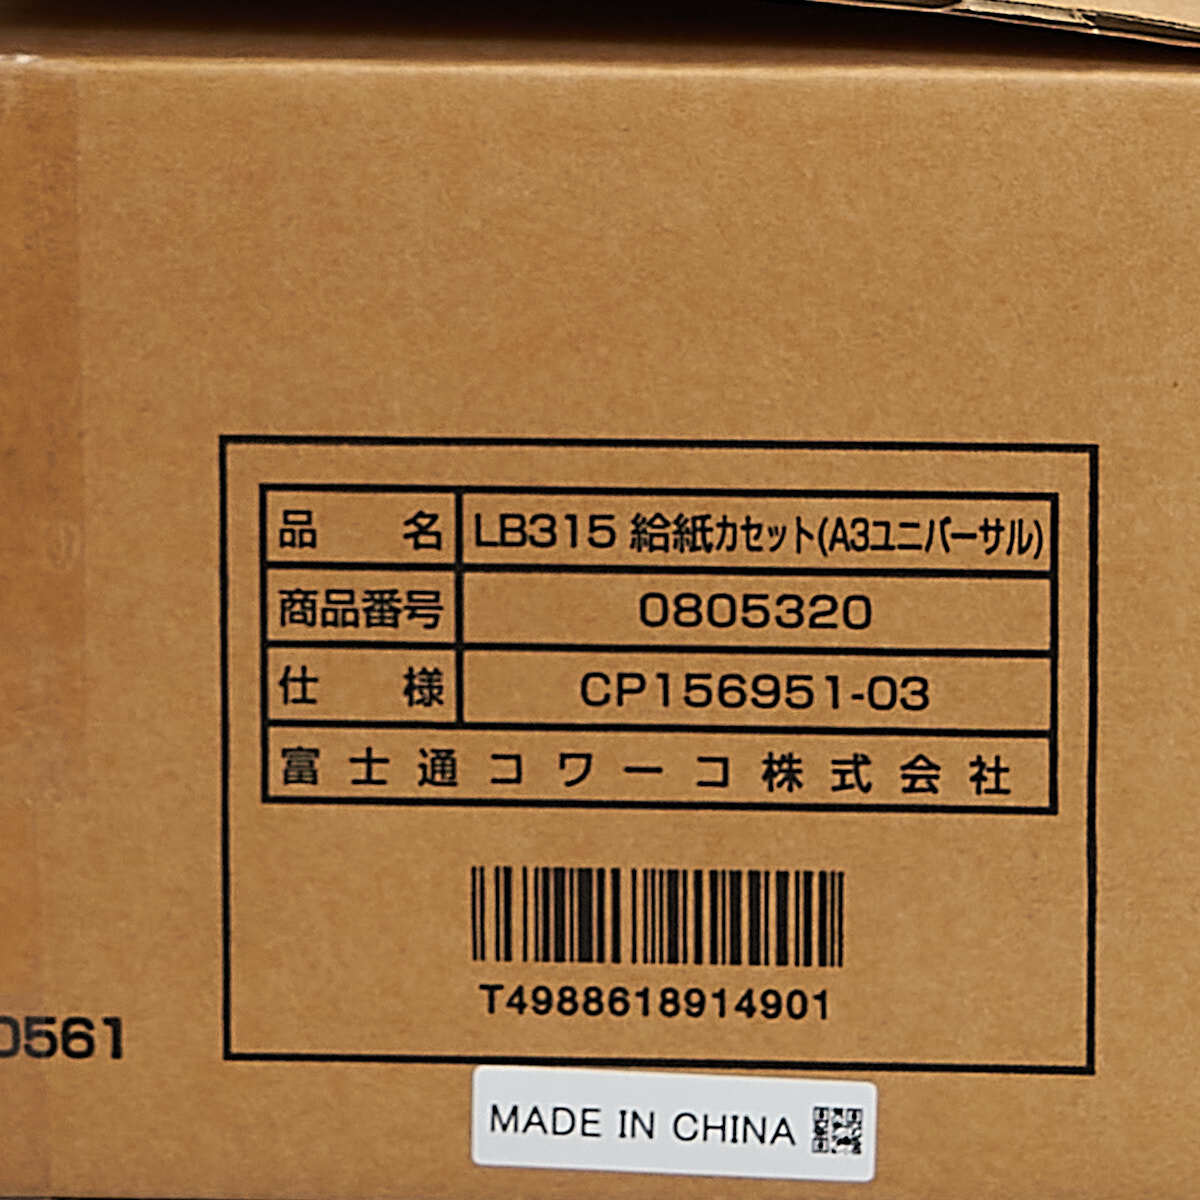 品 名 LB315 給紙カセット(A3ユニバーサル)
商品番号 0805320
仕 様 CP156951-03
富士通コワーコ株式会社
T4988618914901
0561
MADE IN CHINA